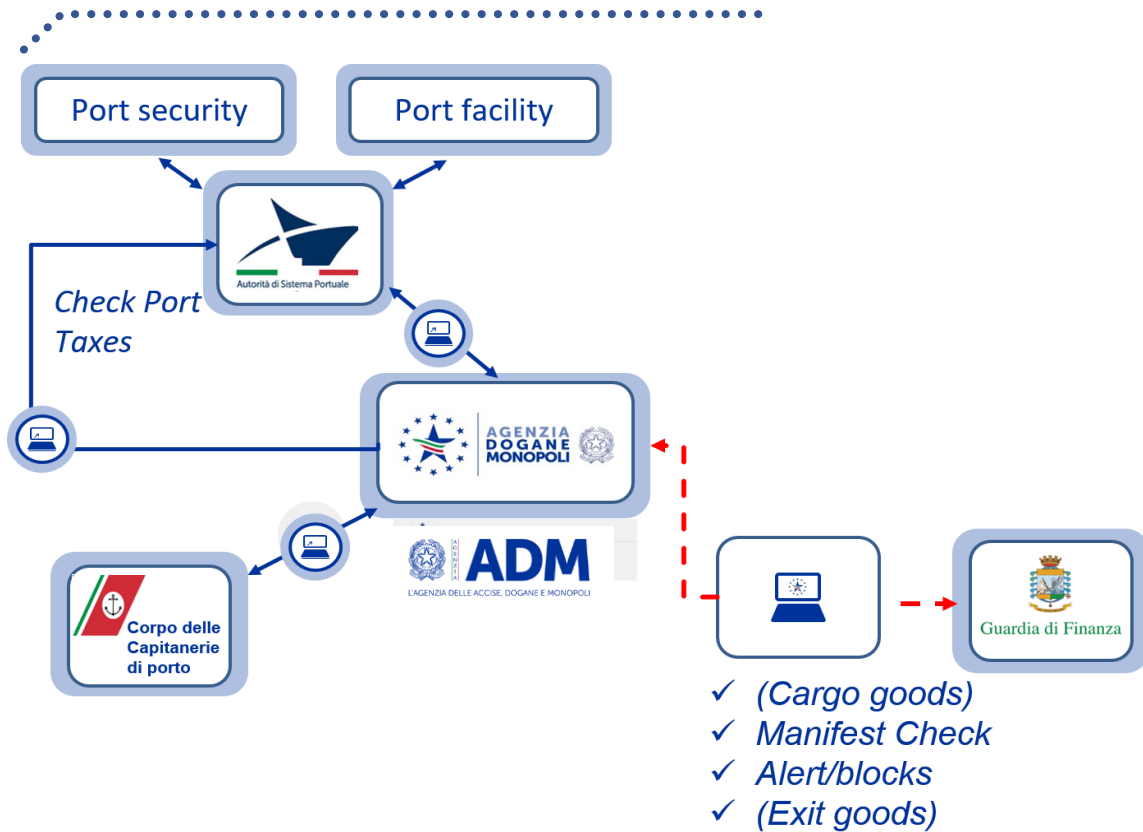 Port security
Port facility
Autorità di Sistema Portuale
Check Port
Taxes
AGENZIA
DOGANE
MONOPOLI
AGENZIA
ADM
L'AGENZIA DELLE ACCISE, DOGANE E MONOPOLI
Corpo delle
Capitanerie
di porto
Guardia di Finanza
✓ (Cargo goods)
✓ Manifest Check
✓ Alert/blocks
✓ (Exit goods)